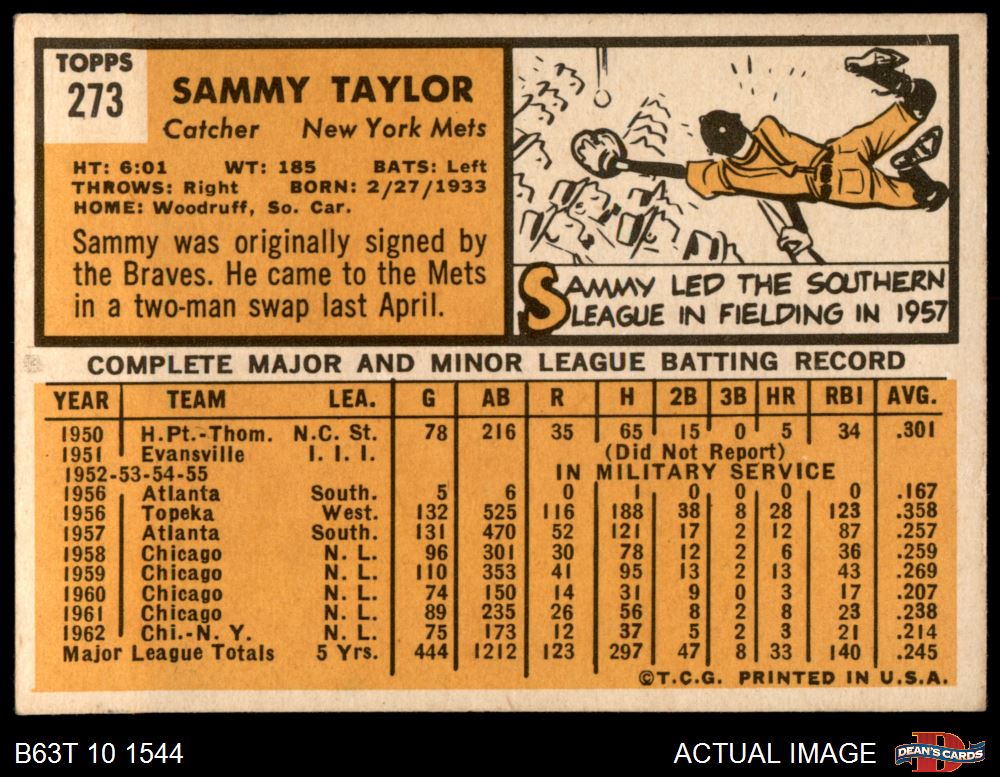 TOPPS
273
SAMMY TAYLOR
Catcher New York Mets
HT: 6:01 WT: 185 BATS: Left
THROWS: Right BORN: 2/27/1933
HOME: Woodruff, So. Car.
Sammy was originally signed by
the Braves. He came to the Mets
in a two-man swap last April.
SAMMY LED THE SOUTHERN
LEAGUE IN FIELDING IN 1957
COMPLETE MAJOR AND MINOR LEAGUE BATTING RECORD
YEAR TEAM LEA. G AB R H 2B 3B HR RBI AVG.
1950 H.Pt.-Thom. N.C. St. 78 216 35 65 15 0 5 34 .301
1951 Evansville I. I. I. (Did Not Report)
1952-53-54-55 IN MILITARY SERVICE
1956 Atlanta South. 5 6 0 1 0 0 0 0 .167
1956 Topeka West. 132 525 116 188 38 8 28 123 .358
1957 Atlanta South. 131 470 52 121 17 2 12 87 .257
1958 Chicago N. L. 96 301 30 78 12 2 6 36 .259
1959 Chicago N. L. 110 353 41 95 13 2 13 43 .269
1960 Chicago N. L. 74 150 14 31 9 0 3 17 .207
1961 Chicago N. L. 89 235 26 56 8 2 8 23 .238
1962 Chi.-N. Y. N. L. 75 173 12 37 5 2 3 21 .214
Major League Totals 5 Yrs. 444 1212 123 297 47 8 33 140 .245
©T.C.G. PRINTED IN U.S.A.
B63T 10 1544
ACTUAL IMAGE
D
DEAN'S CARDS